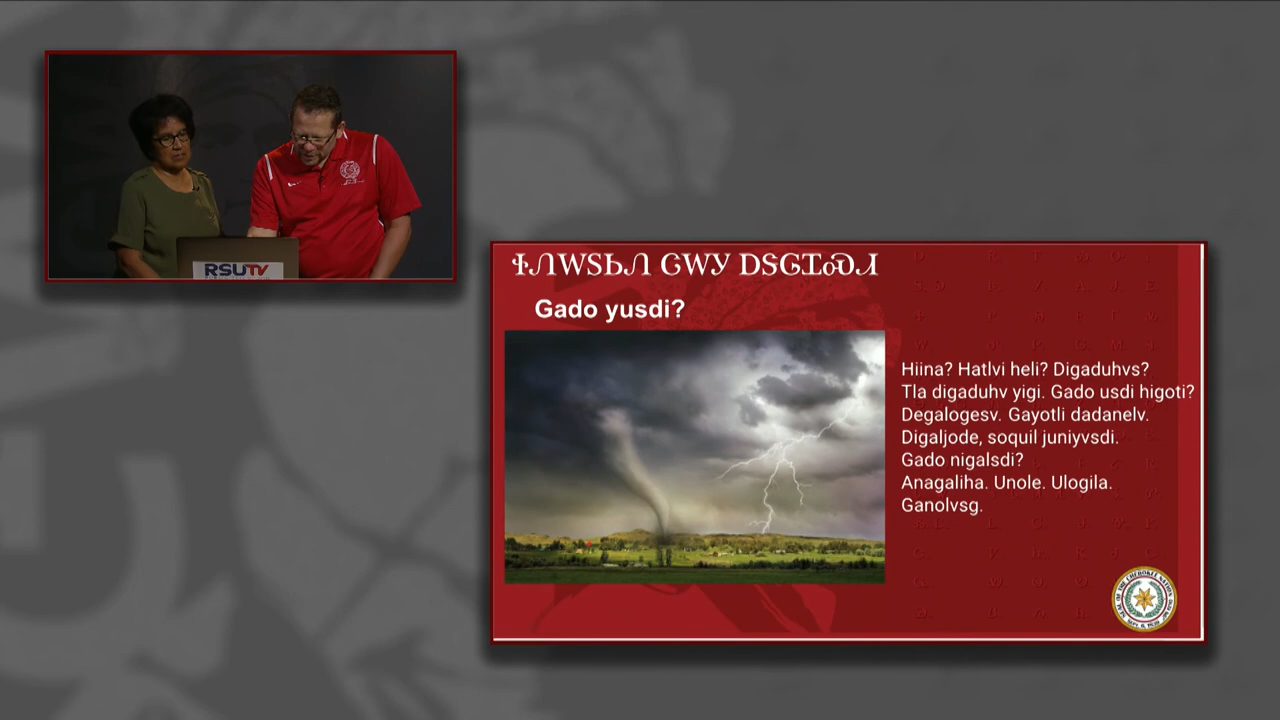 RSUTV
ᏐᏁᎳᏚᏏᏁ ᏣᎳᎩ ᎠᏕᎶᏆᏍᏗ
Gado yusdi?
Hiina? Hatlvi heli? Digaduhvs?
Tla digaduhv yigi. Gado usdi higoti?
Degalogesv. Gayotli dadanelv.
Digaljode, soquil juniyvsdi.
Gado nigalsdi?
Anagaliha. Unole. Ulogila.
Ganolvsg.